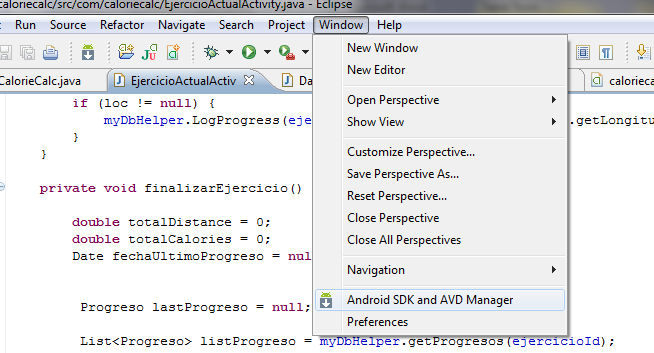 caloriecalc/src/com/caloriecalc/EjercicioActualActivity.java - Eclipse
Source Refactor Navigate Search Project Window Help
CalorieCalc.java EjercicioActualActiv Da caloriecal
New Window
New Editor
Open Perspective
Show View
Customize Perspective...
Save Perspective As...
Reset Perspective...
Close Perspective
Close All Perspectives
Navigation
Android SDK and AVD Manager
Preferences
if (loc != null) {
myDbHelper.LogProgress(eje .getLongitu
}
}
private void finalizarEjercicio()
double totalDistance = 0;
double totalCalories = 0;
Date fechaUltimoProgreso = nul
Progreso lastProgreso = null;
List<Progreso> listProgreso = myDbHelper.getProgresos(ejercicioId);